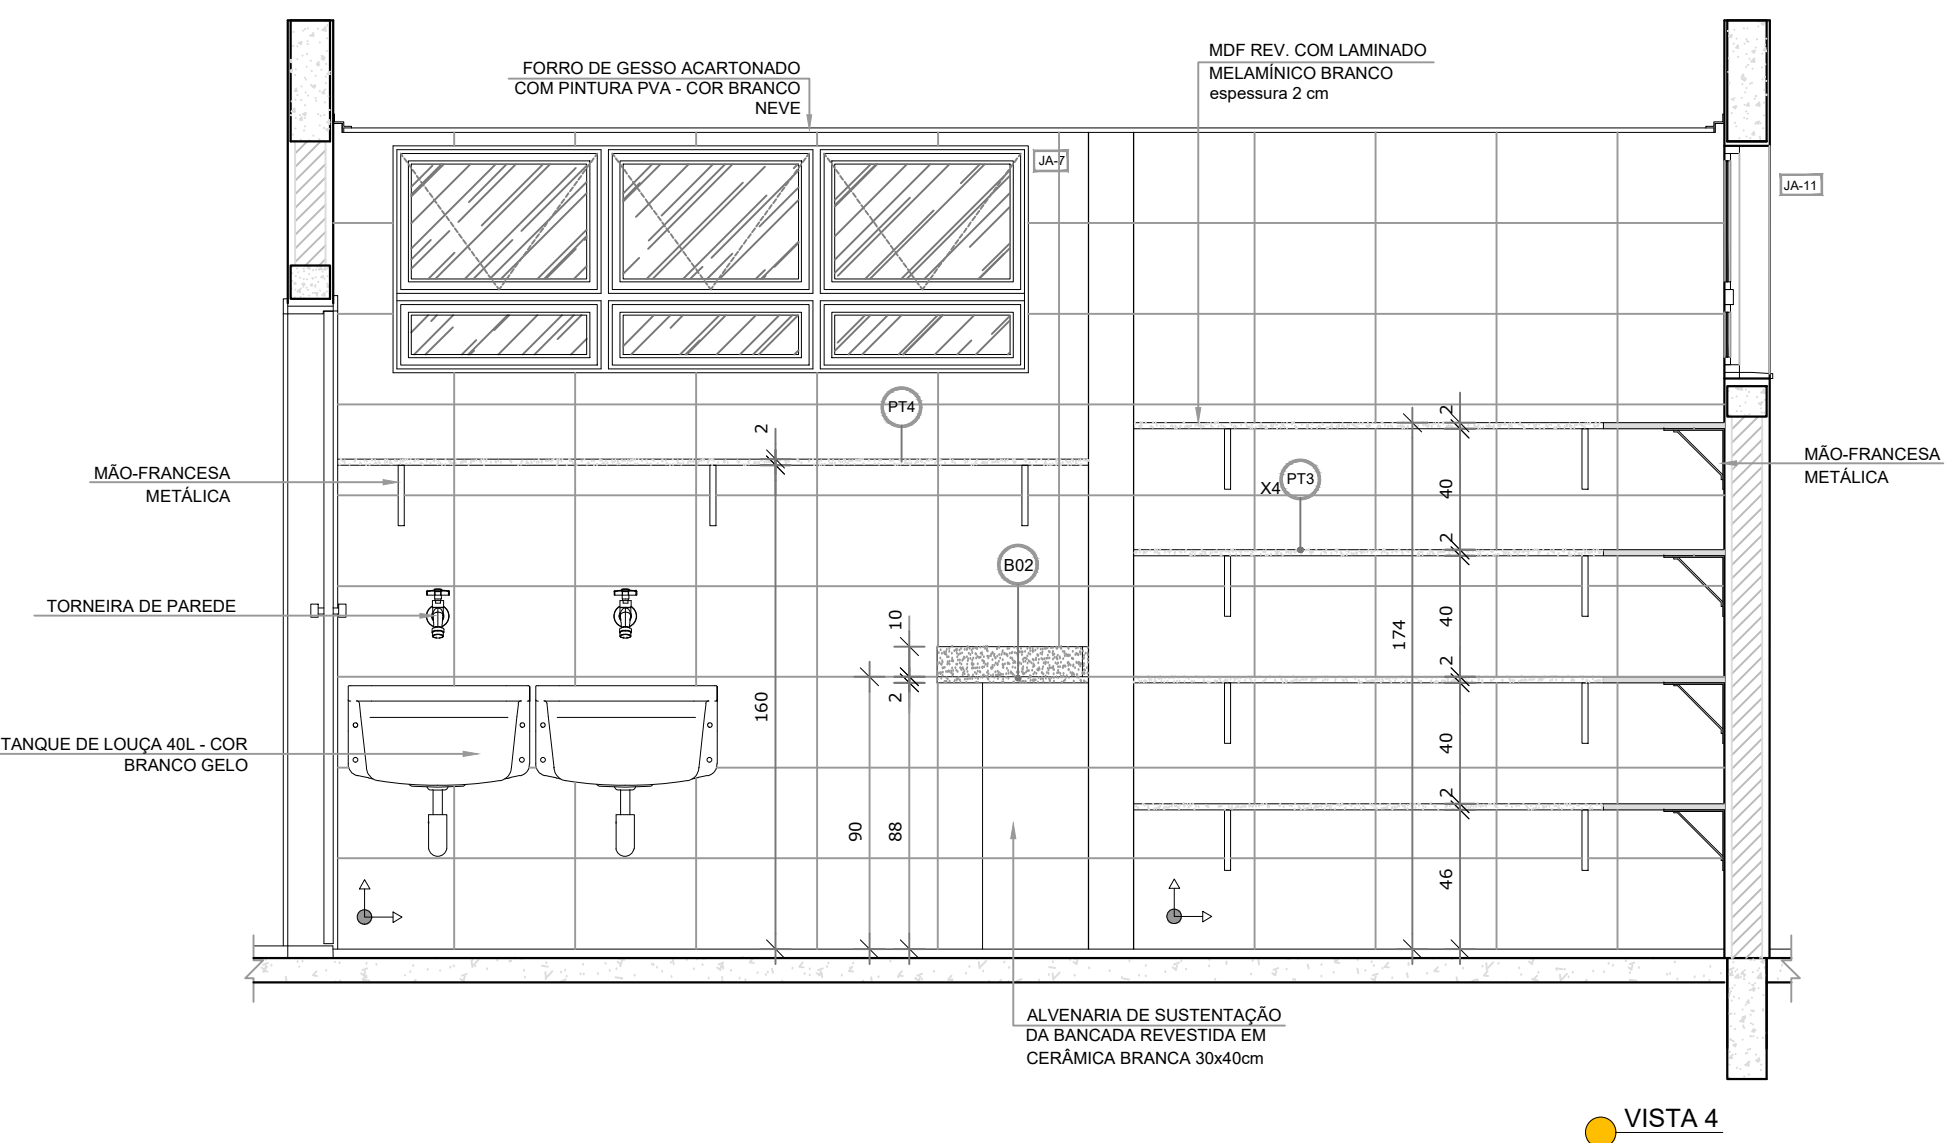 FORRO DE GESSO ACARTONADO
COM PINTURA PVA - COR BRANCO
NEVE
MDF REV. COM LAMINADO
MELAMÍNICO BRANCO
espessura 2 cm
JA-7
JA-11
PT4
2
2
MÃO-FRANCESA
METÁLICA
MÃO-FRANCESA
METÁLICA
X4
PT3
40
2
B02
TORNEIRA DE PAREDE
10
174
40
2
160
2
TANQUE DE LOUÇA 40L - COR
BRANCO GELO
40
2
90
88
46
ALVENARIA DE SUSTENTAÇÃO
DA BANCADA REVESTIDA EM
CERÂMICA BRANCA 30x40cm
VISTA 4